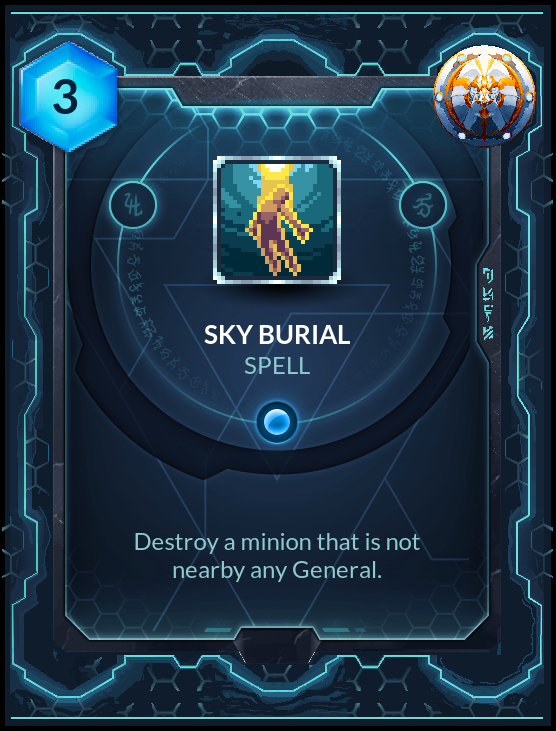 3
SKY BURIAL
SPELL
Destroy a minion that is not
nearby any General.